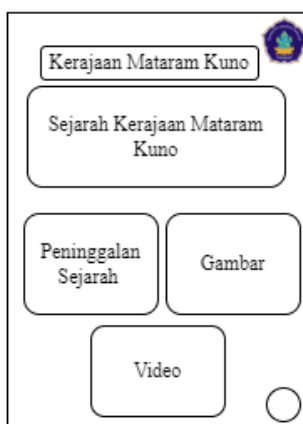 Kerajaan Mataram Kuno
Sejarah Kerajaan Mataram
Kuno
Peninggalan
Sejarah
Gambar
Video